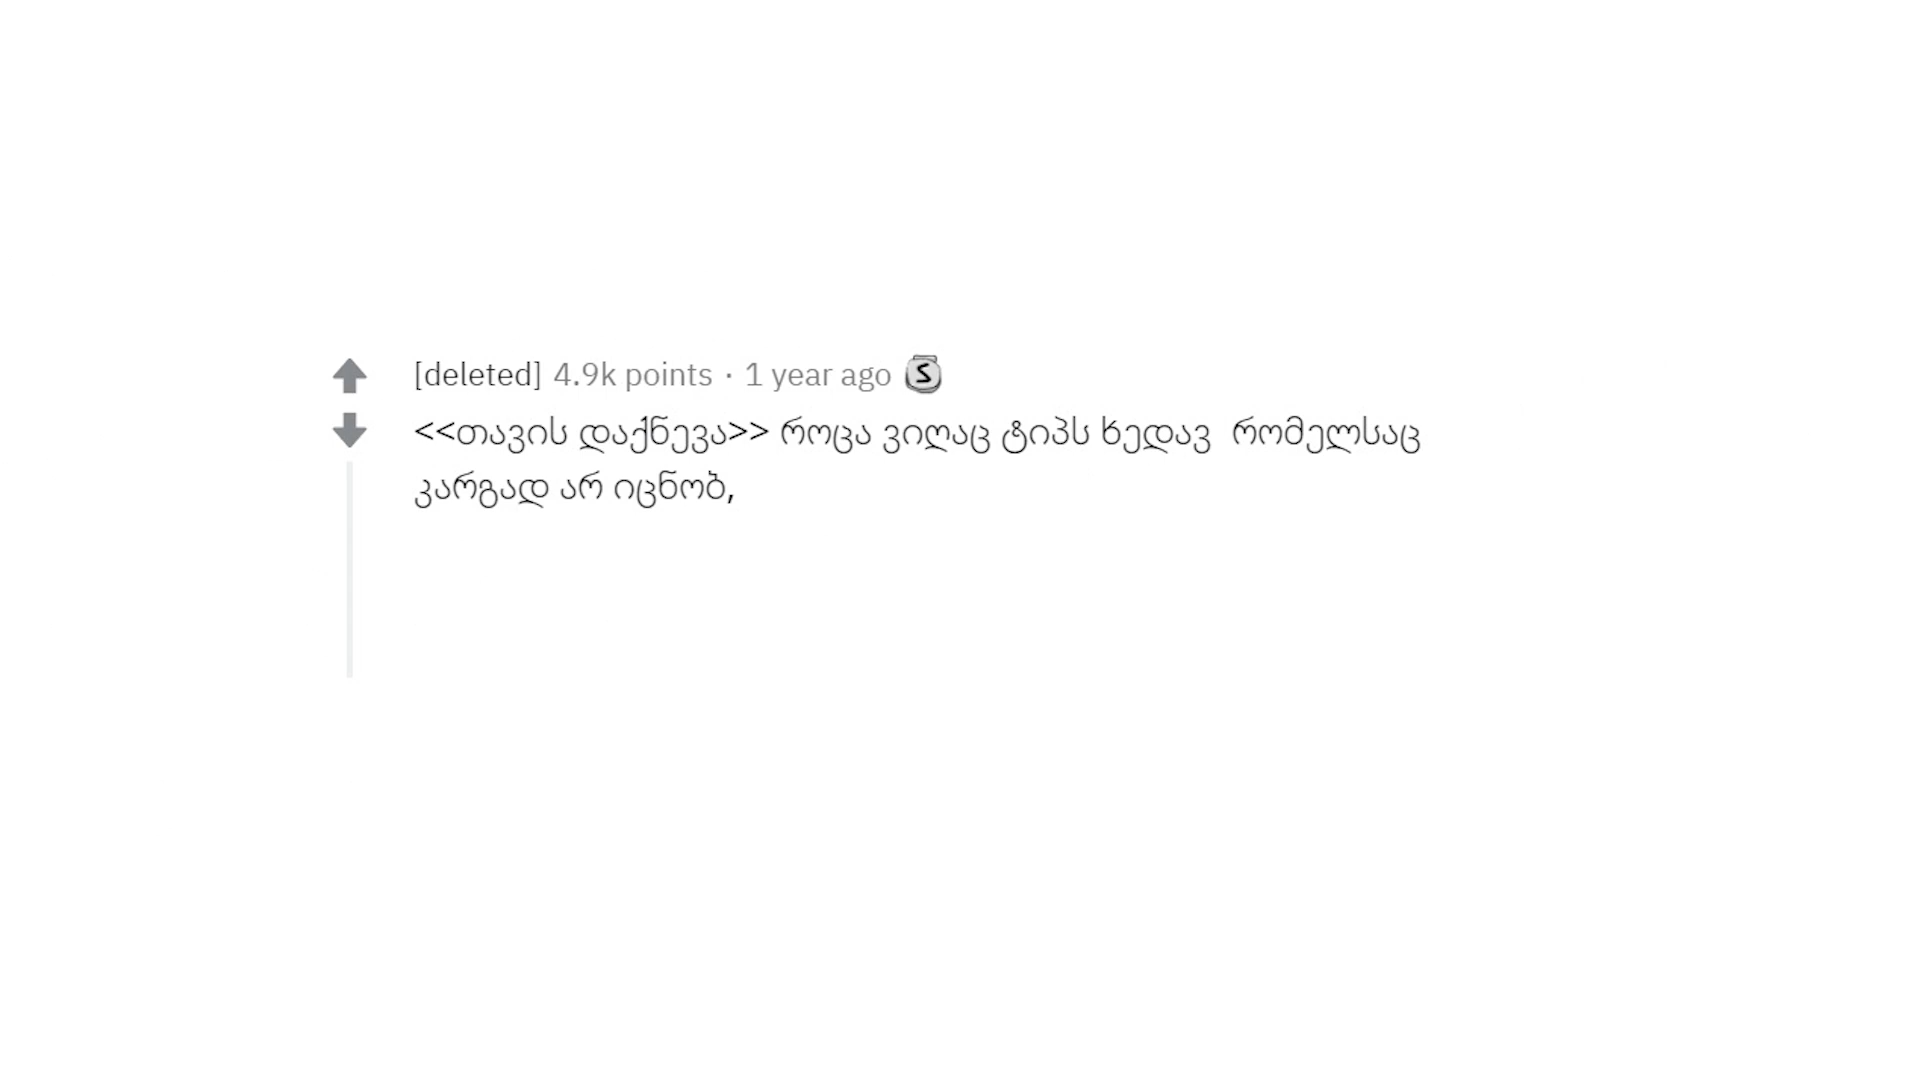 [deleted] 4.9k points · 1 year ago S
<<თავის დაქნევა>> როცა ვიღაც ტიპს ხედავ რომელსაც
კარგად არ იცნობ,